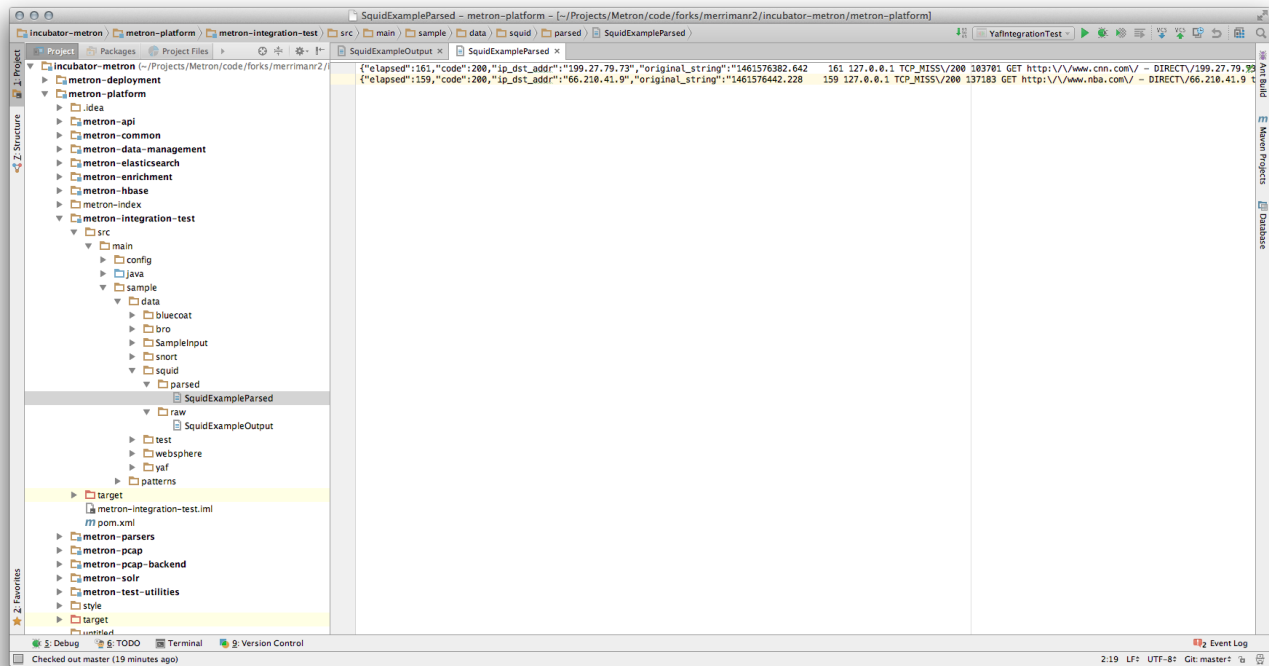 SquidExampleParsed – metron-platform – [~/Projects/Metron/code/forks/merrimanr2/incubator-metron/metron-platform]
incubator-metron metron-platform metron-integration-test src main sample data squid parsed SquidExampleParsed YafIntegrationTest
Project Packages Project Files SquidExampleOutput × SquidExampleParsed ×
1: Project
Z: Structure
2: Favorites
incubator-metron (~/Projects/Metron/code/forks/merrimanr2/i
metron-deployment
metron-platform
.idea
metron-api
metron-common
metron-data-management
metron-elasticsearch
metron-enrichment
metron-hbase
metron-index
metron-integration-test
src
main
config
java
sample
data
bluecoat
bro
SampleInput
snort
squid
parsed
SquidExampleParsed
raw
SquidExampleOutput
test
websphere
yaf
patterns
target
metron-integration-test.iml
m pom.xml
metron-parsers
metron-pcap
metron-pcap-backend
metron-solr
metron-test-utilities
style
target
untitled
{"elapsed":161,"code":200,"ip_dst_addr":"199.27.79.73","original_string":"1461576382.642    161 127.0.0.1 TCP_MISS\/200 103701 GET http:\/\/www.cnn.com\/ – DIRECT\/199.27.79.73
{"elapsed":159,"code":200,"ip_dst_addr":"66.210.41.9","original_string":"1461576442.228    159 127.0.0.1 TCP_MISS\/200 137183 GET http:\/\/www.nba.com\/ – DIRECT\/66.210.41.9 t
Ant Build
m Maven Projects
Database
5: Debug 6: TODO Terminal 9: Version Control 2 Event Log
Checked out master (19 minutes ago) 2:19 LF÷ UTF-8÷ Git: master÷